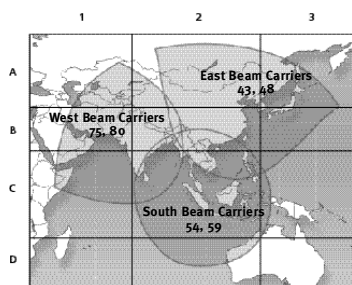 1 2 3
A
East Beam Carriers
43, 48
B
West Beam Carriers
75, 80
C
South Beam Carriers
54, 59
D